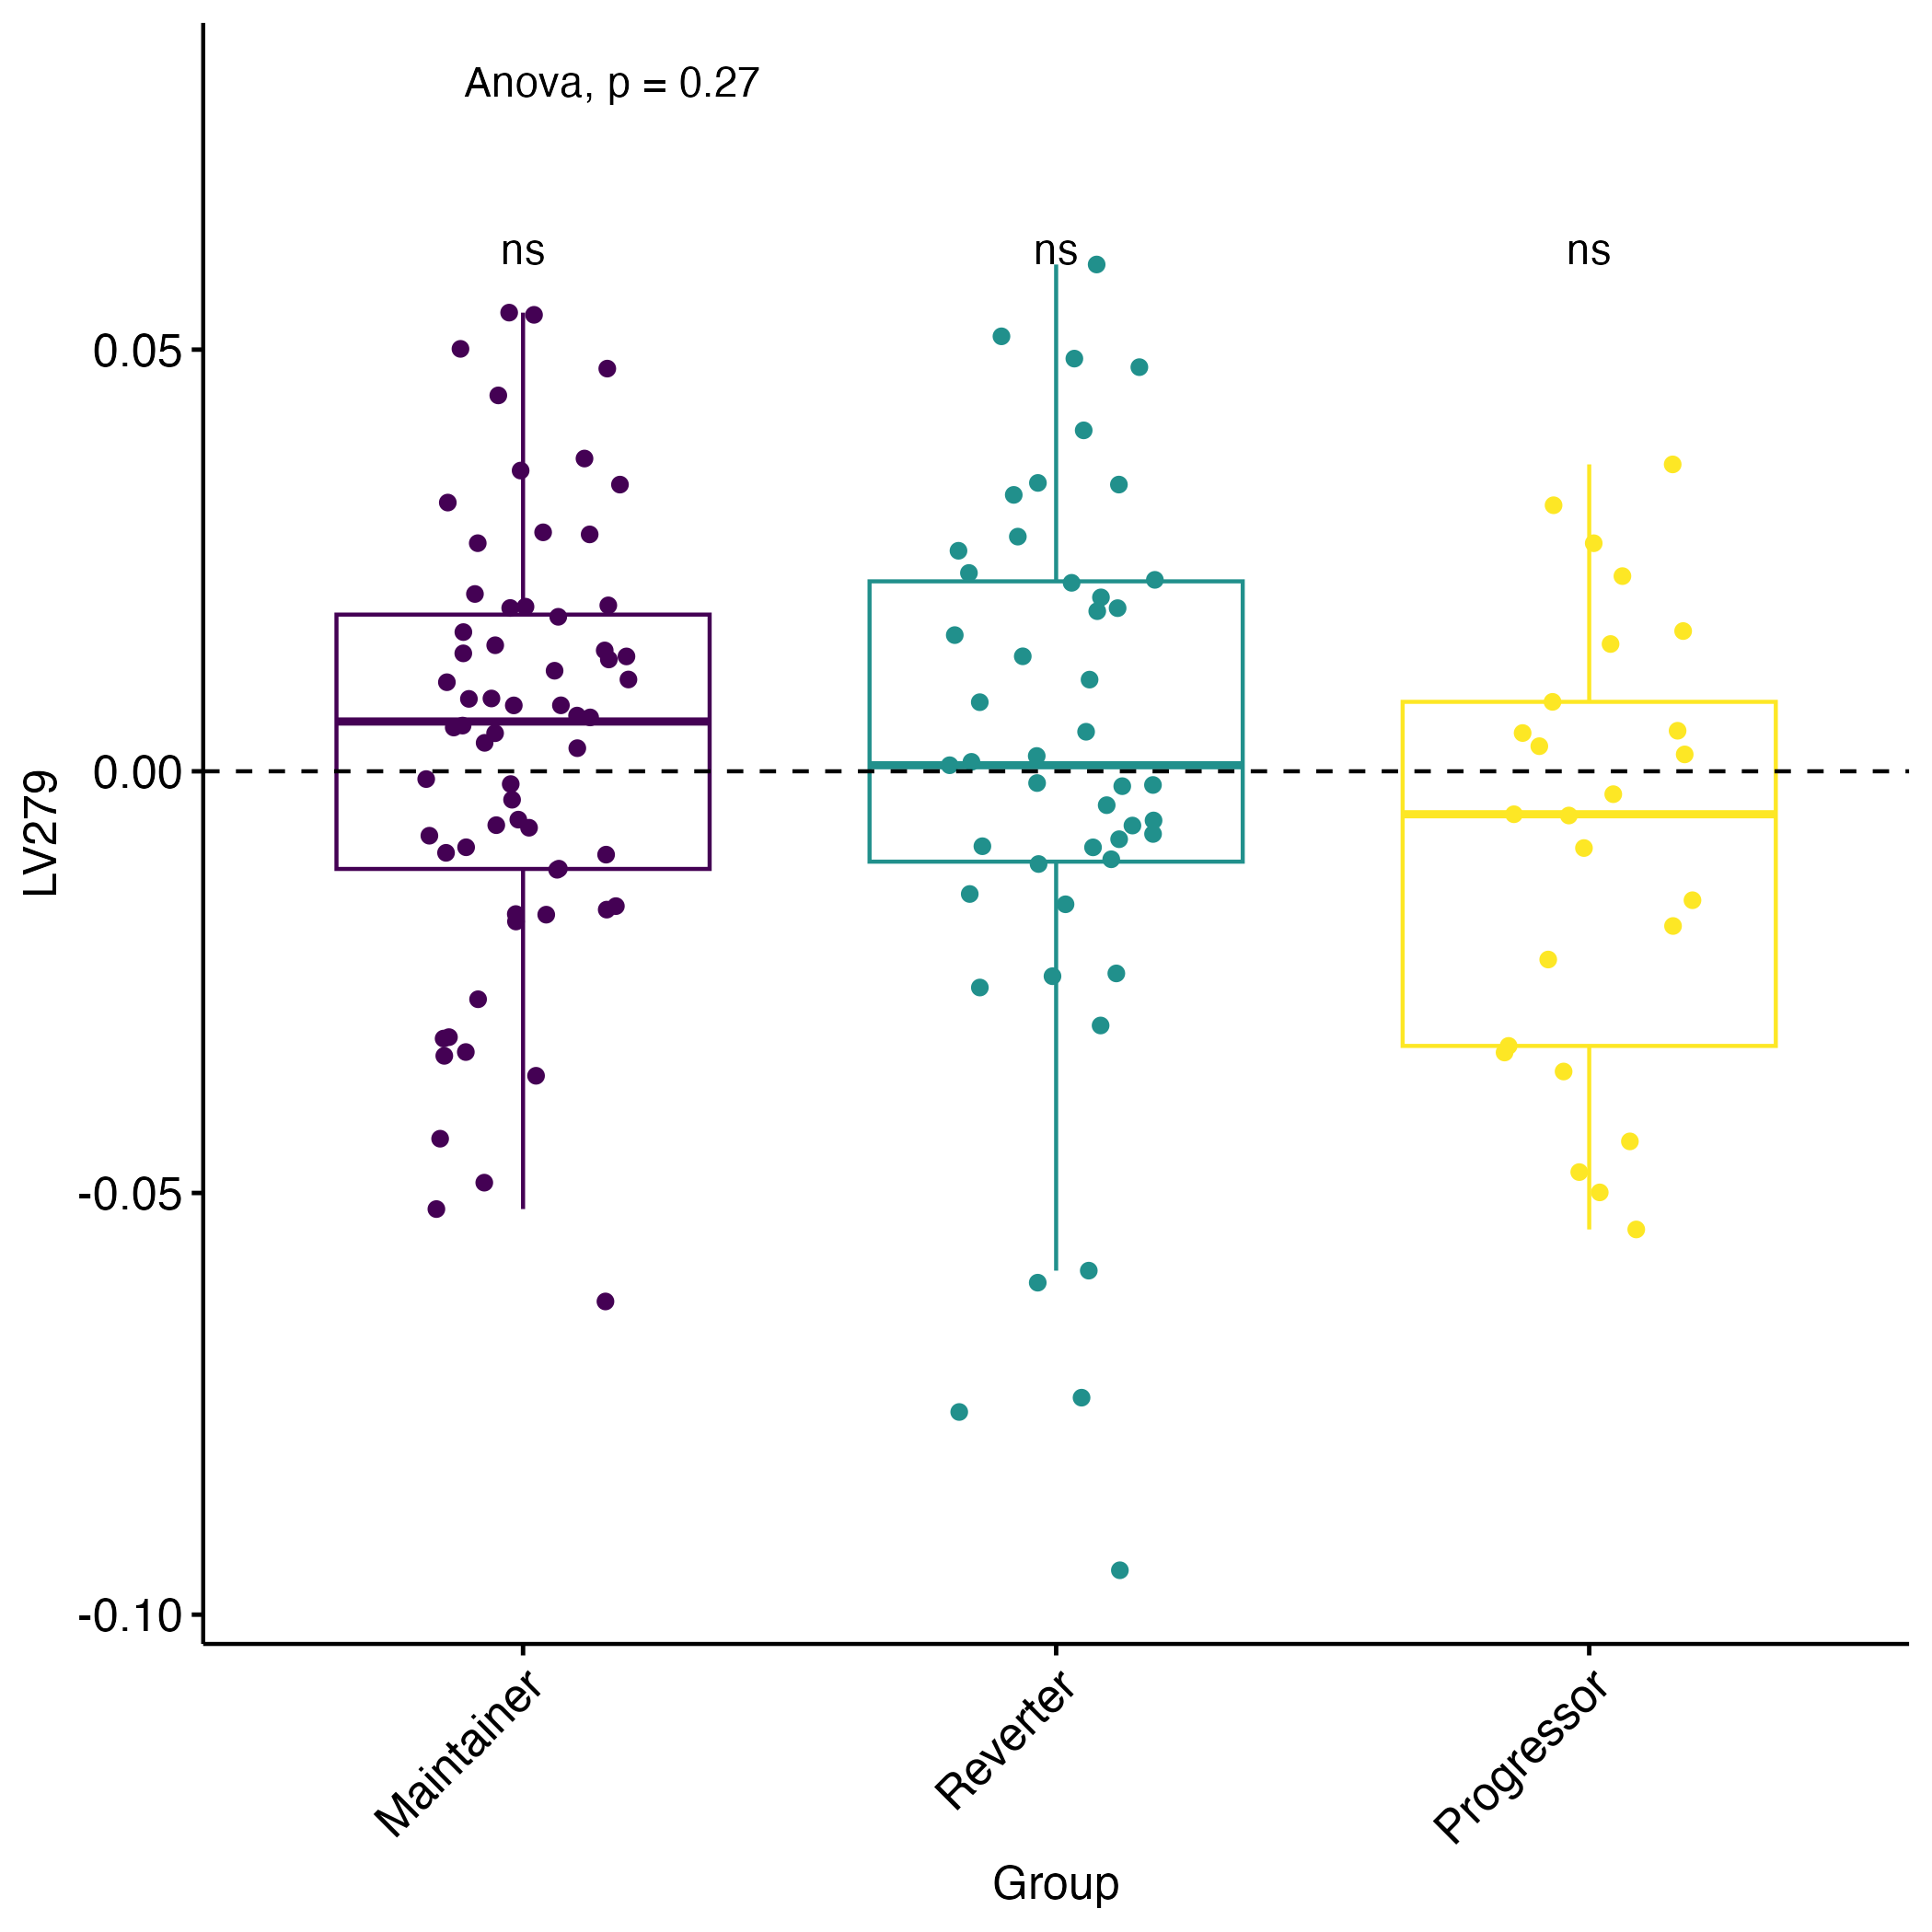 Anova, p = 0.27
ns ns ns
0.05
0.00
-0.05
-0.10
LV279
Maintainer
Reverter
Progressor
Group